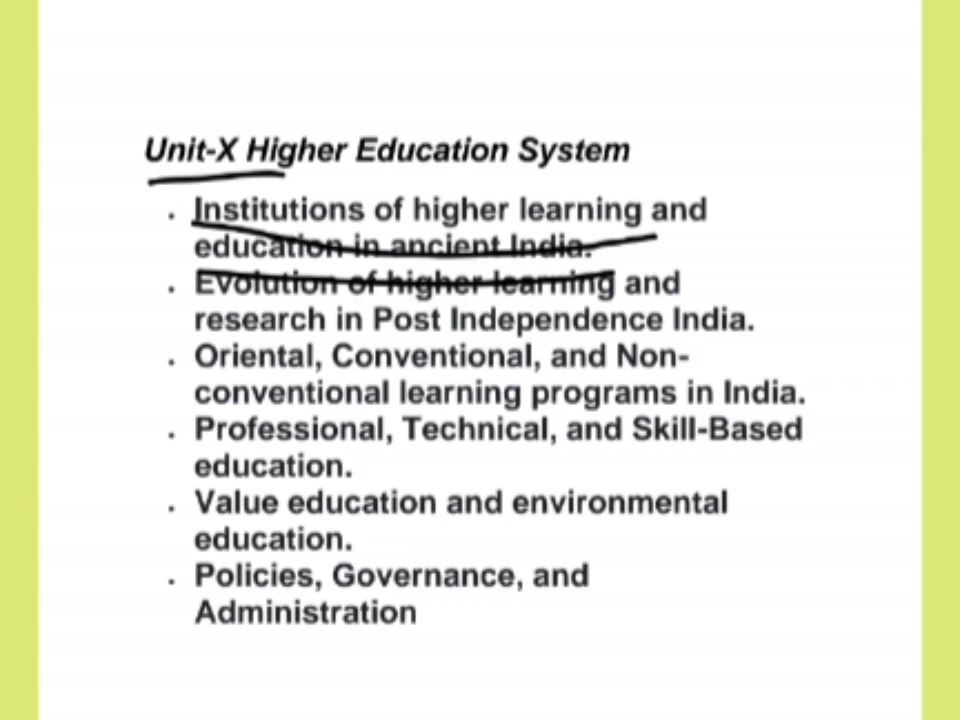 Unit-X Higher Education System
. Institutions of higher learning and
education in ancient India.
. Evolution of higher learning and
research in Post Independence India.
. Oriental, Conventional, and Non-
conventional learning programs in India.
. Professional, Technical, and Skill-Based
education.
. Value education and environmental
education.
. Policies, Governance, and
Administration